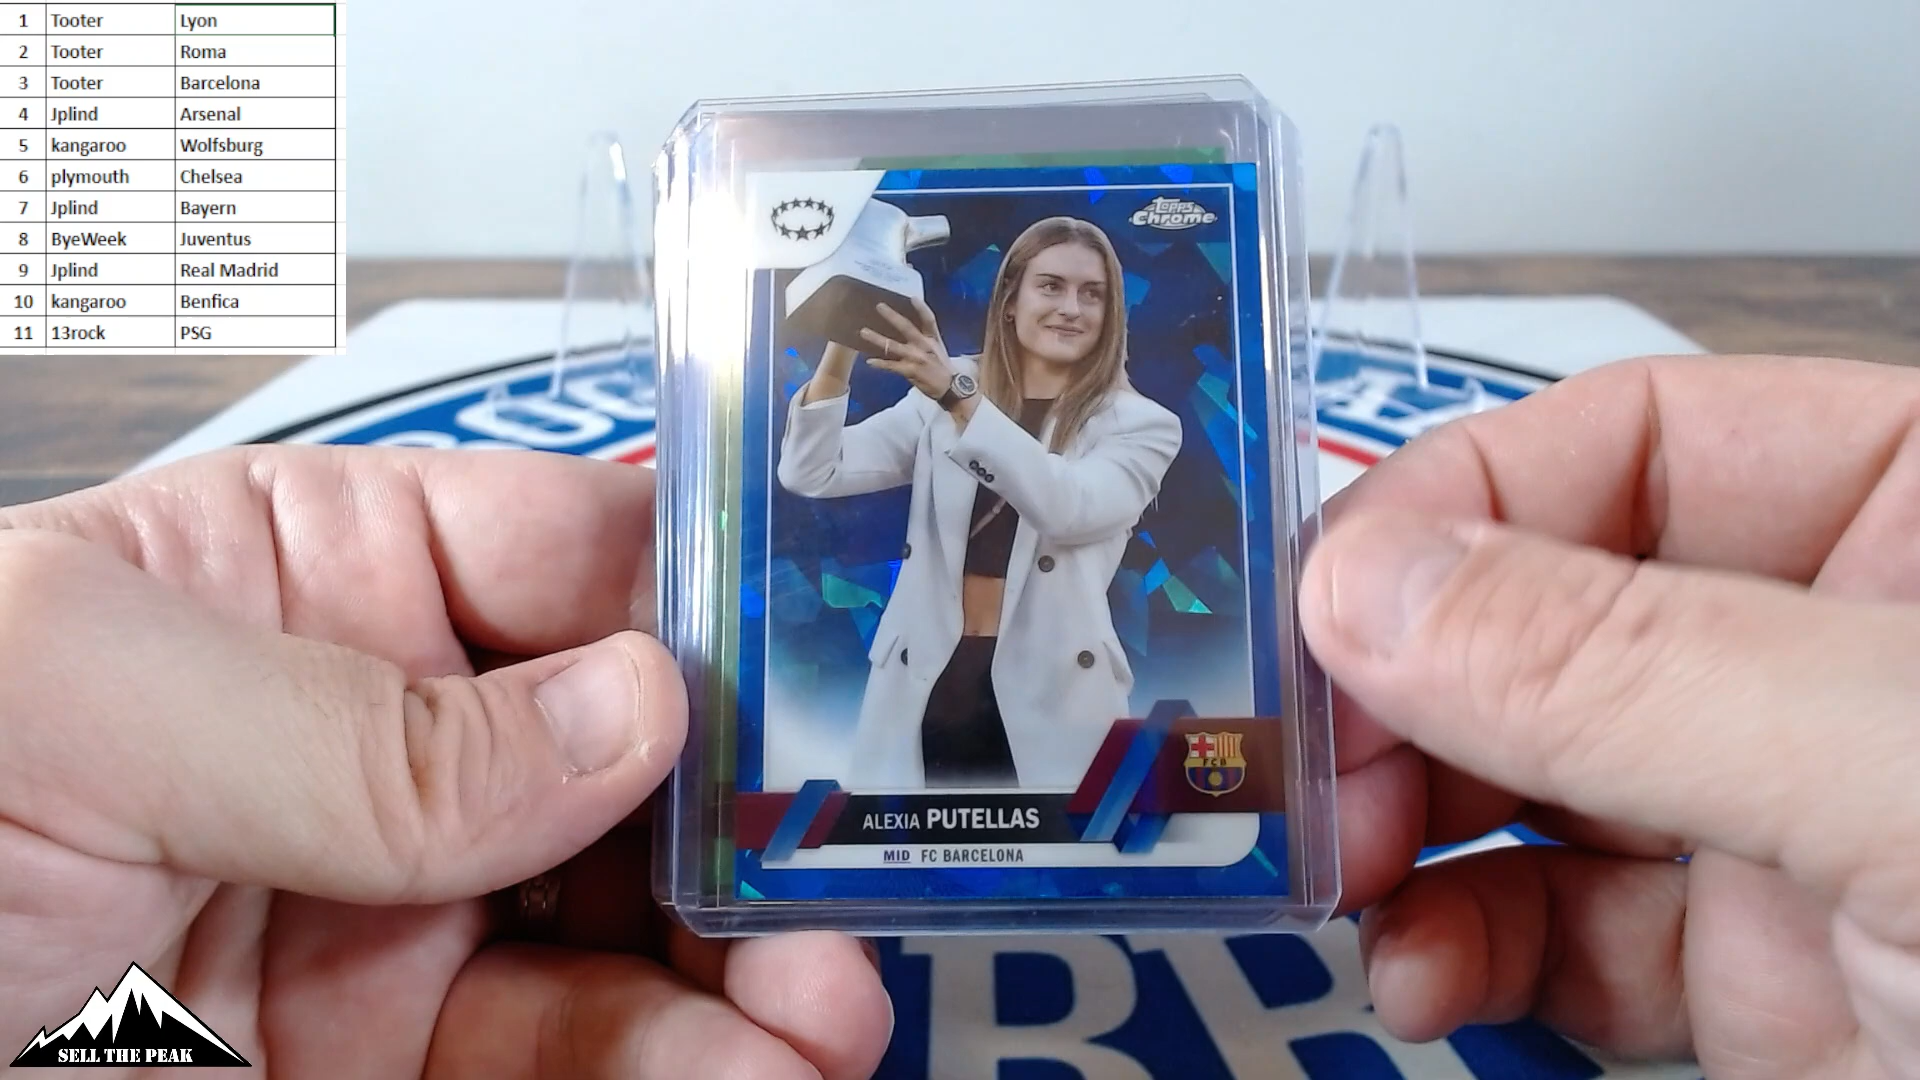 1 Tooter Lyon
2 Tooter Roma
3 Tooter Barcelona
4 Jplind Arsenal
5 kangaroo Wolfsburg
6 plymouth Chelsea
7 Jplind Bayern
8 ByeWeek Juventus
9 Jplind Real Madrid
10 kangaroo Benfica
11 13rock PSG
Topps
Chrome
FCB
ALEXIA PUTELLAS
MID FC BARCELONA
SELL THE PEAK